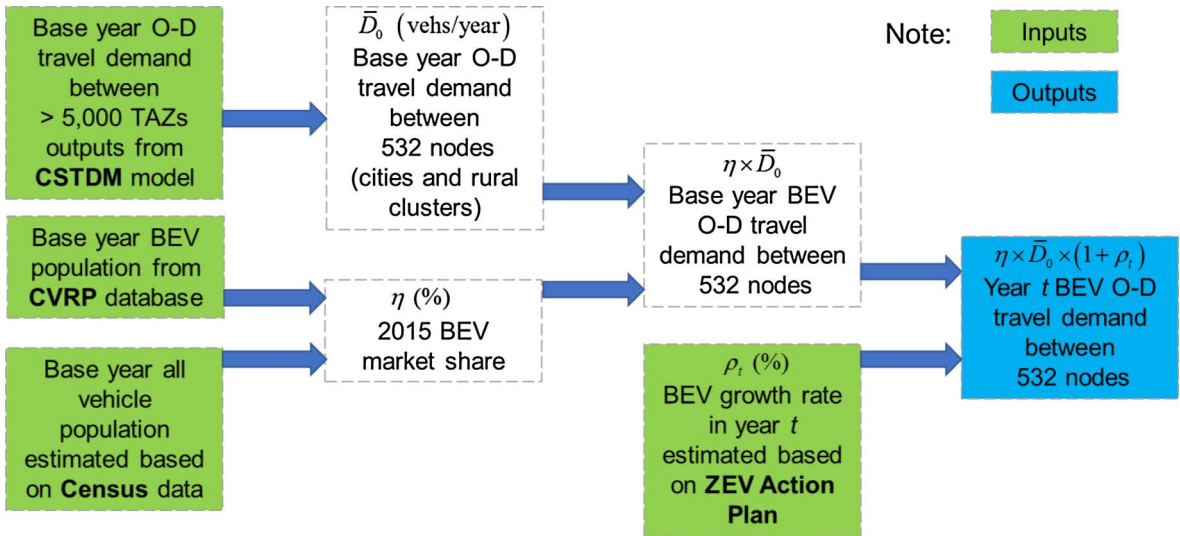 Base year O-D
travel demand
between
> 5,000 TAZs
outputs from
CSTDM model
Base year BEV
population from
CVRP database
Base year all
vehicle
population
estimated based
on Census data
D̅₀ (vehs/year)
Base year O-D
travel demand
between
532 nodes
(cities and rural
clusters)
η (%)
2015 BEV
market share
η × D̅₀
Base year BEV
O-D travel
demand between
532 nodes
ρₜ (%)
BEV growth rate
in year t
estimated based
on ZEV Action
Plan
η × D̅₀ × (1 + ρₜ)
Year t BEV O-D
travel demand
between
532 nodes
Note:
Inputs
Outputs